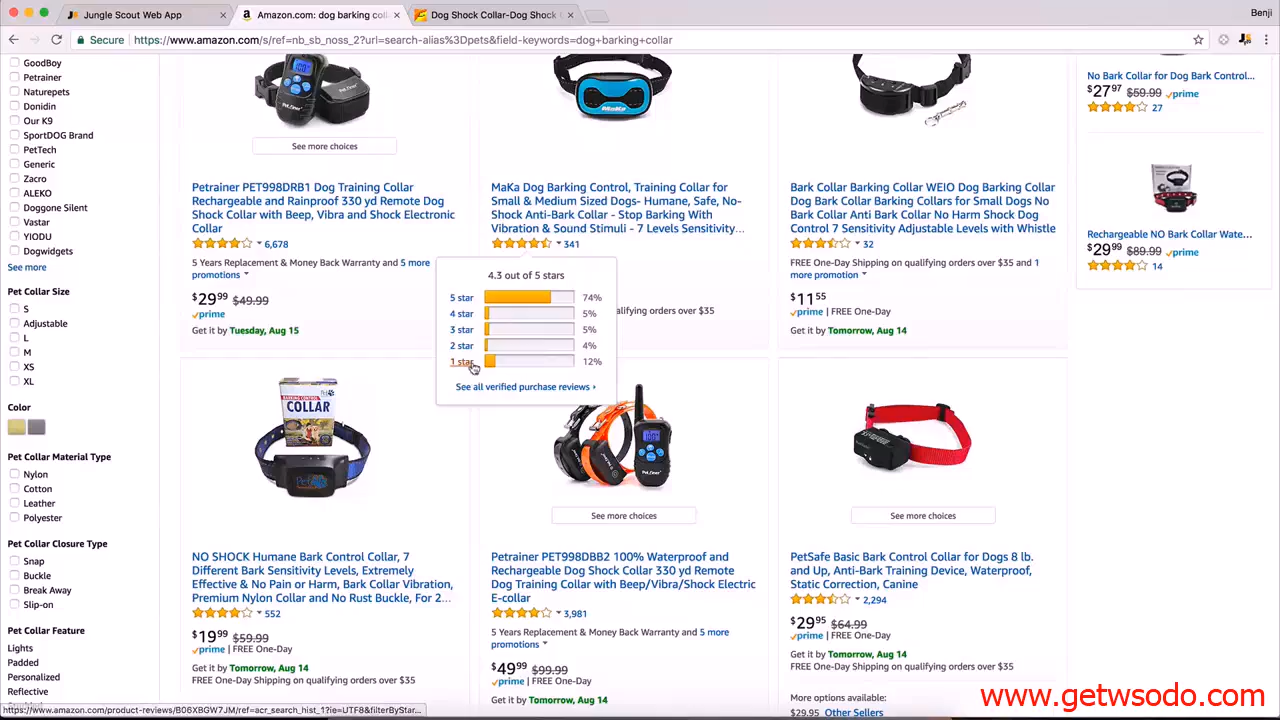 Jungle Scout Web App
Amazon.com: dog barking coll
Dog Shock Collar-Dog Shock
Benji
Secure
https://www.amazon.com/s/ref=nb_sb_noss_2?url=search-alias%3Dpets&field-keywords=dog+barking+collar
GoodBoy
Petrainer
Naturepets
Donidin
Our K9
SportDOG Brand
PetTech
Generic
Zacro
ALEKO
Doggone Silent
Vastar
YIODU
Dogwidgets
See more
Pet Collar Size
S
Adjustable
L
M
XS
XL
Color
Pet Collar Material Type
Nylon
Cotton
Leather
Polyester
Pet Collar Closure Type
Snap
Buckle
Break Away
Slip-on
Pet Collar Feature
Lights
Padded
Personalized
Reflective
See more choices
Petrainer PET998DRB1 Dog Training Collar
Rechargeable and Rainproof 330 yd Remote
Dog Shock Collar with Beep, Vibra and Shock Electronic
Collar
6,678
5 Years Replacement & Money Back Warranty and 5 more
promotions
$29.99 $49.99
prime
Get it by Tuesday, Aug 15
MaKa
MaKa Dog Barking Control, Training Collar for
Small & Medium Sized Dogs- Humane, Safe, No-
Shock Anti-Bark Collar - Stop Barking With
Vibration & Sound Stimuli - 7 Levels Sensitivity...
341
4.3 out of 5 stars
5 star 74%
4 star 5%
3 star 5%
2 star 4%
1 star 12%
See all verified purchase reviews ›
alifying orders over $35
Bark Collar Barking Collar WEIO Dog Barking Collar
Dog Bark Collar Barking Collars for Small Dogs No
Bark Collar Anti Bark Collar No Harm Shock Dog
Control 7 Sensitivity Adjustable Levels with Whistle
32
FREE One-Day Shipping on qualifying orders over $35 and 1
more promotion
$11.55
prime | FREE One-Day
Get it by Tomorrow, Aug 14
No Bark Collar for Dog Bark Control...
$27.97 $59.99 prime
27
Rechargeable NO Bark Collar Wate...
$29.99 $89.99 prime
14
COLLAR
NO SHOCK Humane Bark Control Collar, 7
Different Bark Sensitivity Levels, Extremely
Effective & No Pain or Harm, Bark Collar Vibration,
Premium Nylon Collar and No Rust Buckle, For 2...
552
$19.99 $59.99
prime | FREE One-Day
Get it by Tomorrow, Aug 14
FREE One-Day Shipping on qualifying orders over $35
See more choices
Petrainer PET998DBB2 100% Waterproof and
Rechargeable Dog Shock Collar 330 yd Remote
Dog Training Collar with Beep/Vibra/Shock Electric
E-collar
3,981
5 Years Replacement & Money Back Warranty and 5 more
promotions
$49.99 $99.99
prime | FREE One-Day
Get it by Tomorrow, Aug 14
See more choices
PetSafe Basic Bark Control Collar for Dogs 8 lb.
and Up, Anti-Bark Training Device, Waterproof,
Static Correction, Canine
2,294
$29.95 $64.99
prime | FREE One-Day
Get it by Tomorrow, Aug 14
FREE One-Day Shipping on qualifying orders over $35
More options available:
$29.95 Other Sellers
https://www.amazon.com/product-reviews/B06XBGW7JM/ref=acr_search_hist_1?ie=UTF8&filterByStar...
www.getwsodo.com